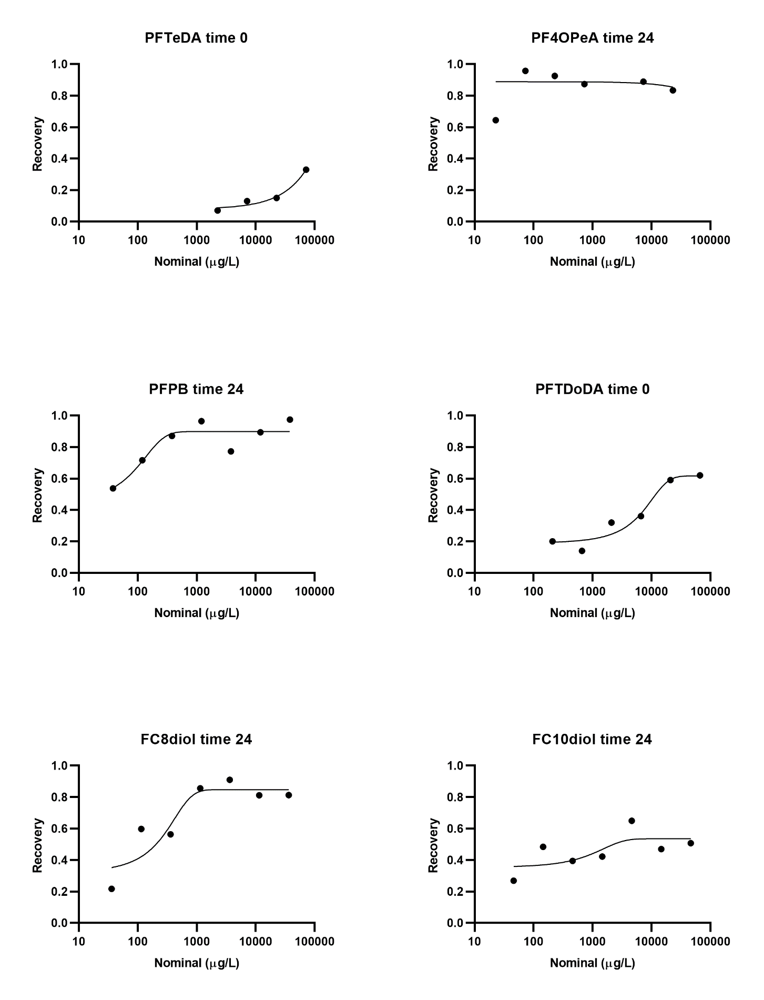 PFTeDA time 0
1.0
0.8
0.6
0.4
0.2
0.0
Recovery
10 100 1000 10000 100000
Nominal (μg/L)
PF4OPeA time 24
1.0
0.8
0.6
0.4
0.2
0.0
Recovery
10 100 1000 10000 100000
Nominal (μg/L)
PFPB time 24
1.0
0.8
0.6
0.4
0.2
0.0
Recovery
10 100 1000 10000 100000
Nominal (μg/L)
PFTDoDA time 0
1.0
0.8
0.6
0.4
0.2
0.0
Recovery
10 100 1000 10000 100000
Nominal (μg/L)
FC8diol time 24
1.0
0.8
0.6
0.4
0.2
0.0
Recovery
10 100 1000 10000 100000
Nominal (μg/L)
FC10diol time 24
1.0
0.8
0.6
0.4
0.2
0.0
Recovery
10 100 1000 10000 100000
Nominal (μg/L)